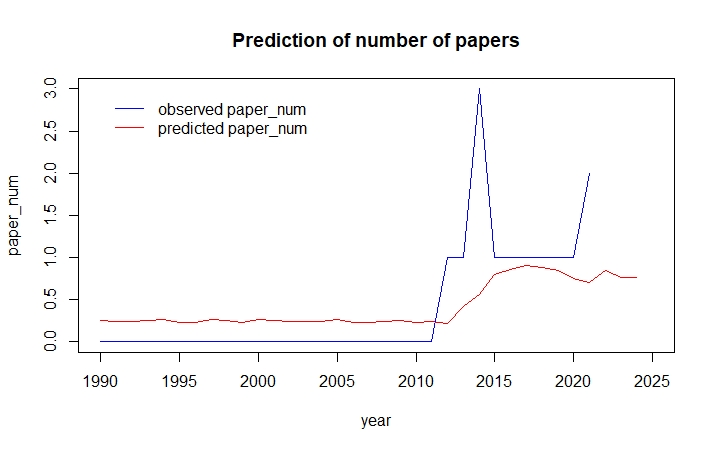 Prediction of number of papers
observed paper_num
predicted paper_num
paper_num
3.0
2.5
2.0
1.5
1.0
0.5
0.0
1990 1995 2000 2005 2010 2015 2020 2025
year